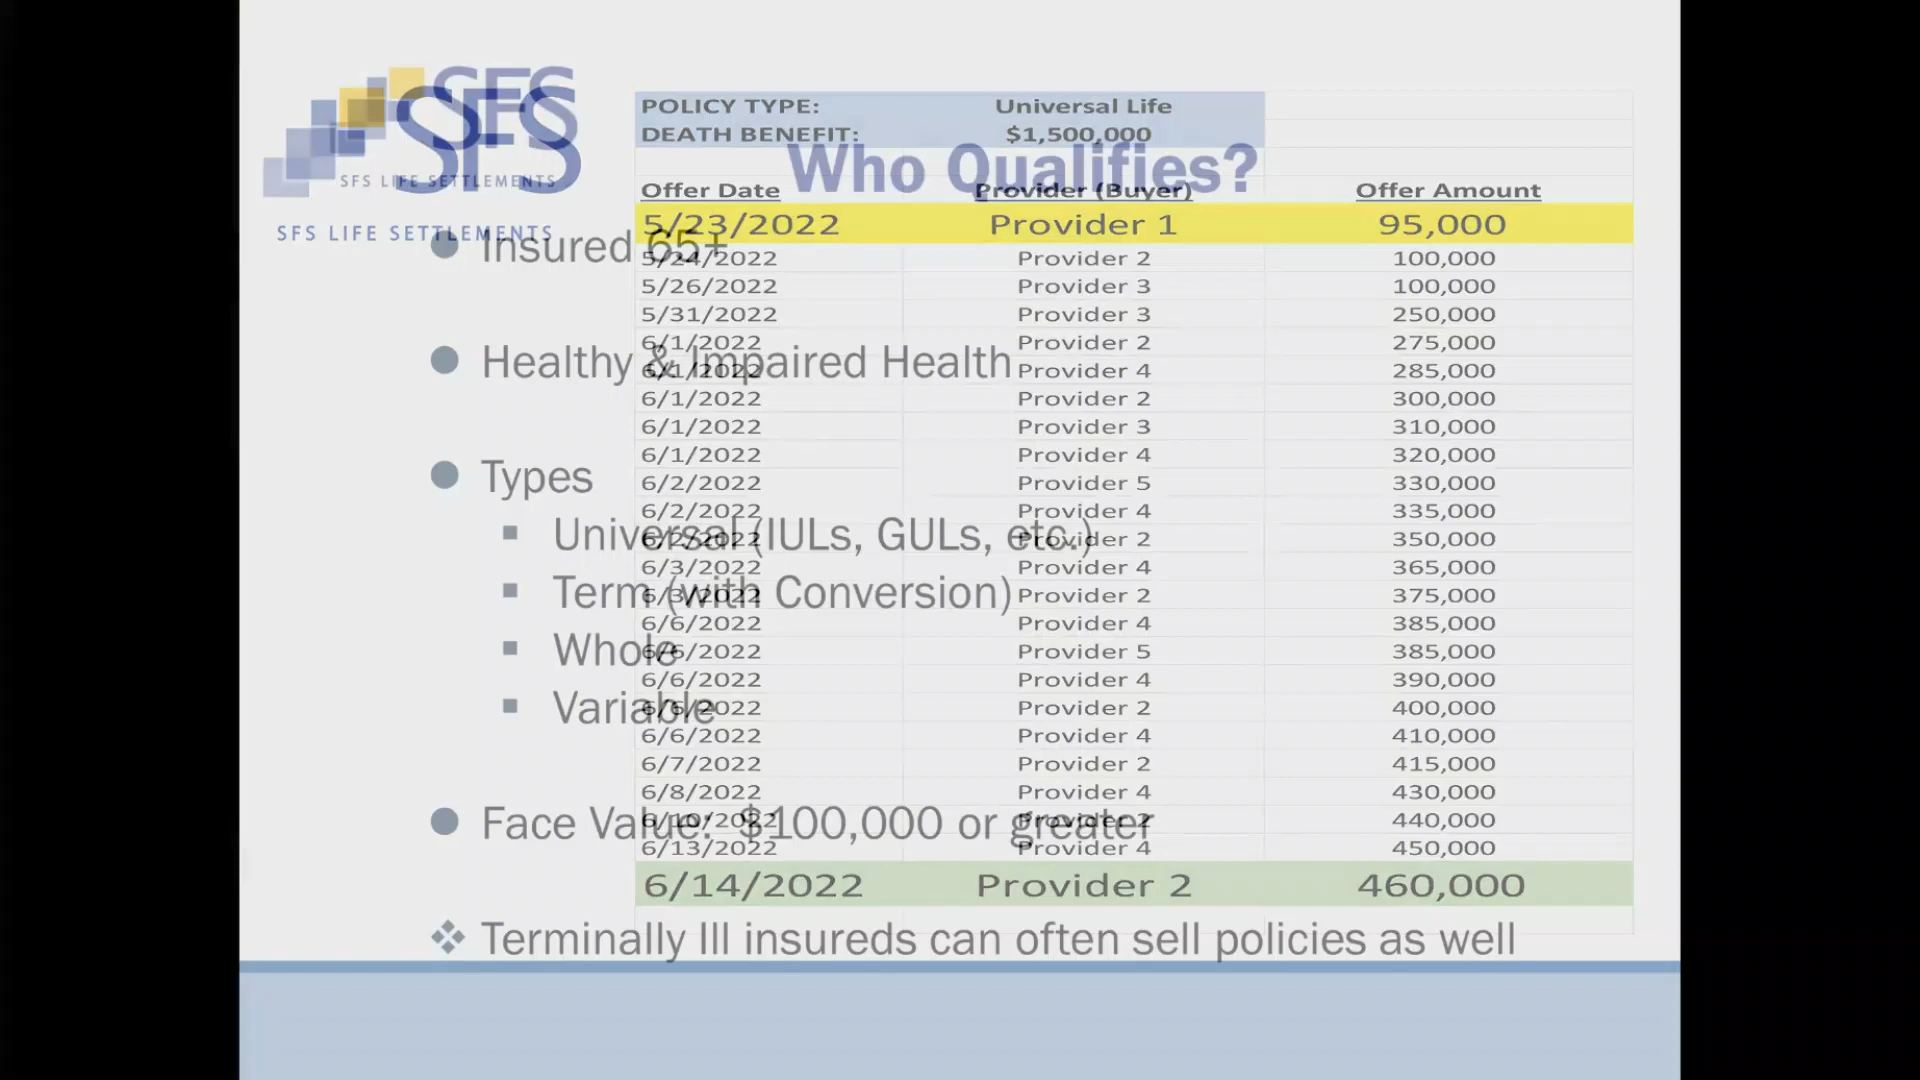 SFS
SFS LIFE SETTLEMENTS
SFS
SFS LIFE SETTLEMENTS
Who Qualifies?
Insured 65+
Healthy & Impaired Health
Types
Universal (IULs, GULs, etc.)
Term (with Conversion)
Whole
Variable
Face Value: $100,000 or greater
Terminally Ill insureds can often sell policies as well
POLICY TYPE: Universal Life
DEATH BENEFIT: $1,500,000
Offer Date Provider (Buyer) Offer Amount
5/23/2022 Provider 1 95,000
5/24/2022 Provider 2 100,000
5/26/2022 Provider 3 100,000
5/31/2022 Provider 3 250,000
6/1/2022 Provider 2 275,000
6/1/2022 Provider 4 285,000
6/1/2022 Provider 2 300,000
6/1/2022 Provider 3 310,000
6/1/2022 Provider 4 320,000
6/2/2022 Provider 5 330,000
6/2/2022 Provider 4 335,000
6/2/2022 Provider 2 350,000
6/3/2022 Provider 4 365,000
6/3/2022 Provider 2 375,000
6/6/2022 Provider 4 385,000
6/6/2022 Provider 5 385,000
6/6/2022 Provider 4 390,000
6/6/2022 Provider 2 400,000
6/6/2022 Provider 4 410,000
6/7/2022 Provider 2 415,000
6/8/2022 Provider 4 430,000
6/10/2022 Provider 2 440,000
6/13/2022 Provider 4 450,000
6/14/2022 Provider 2 460,000